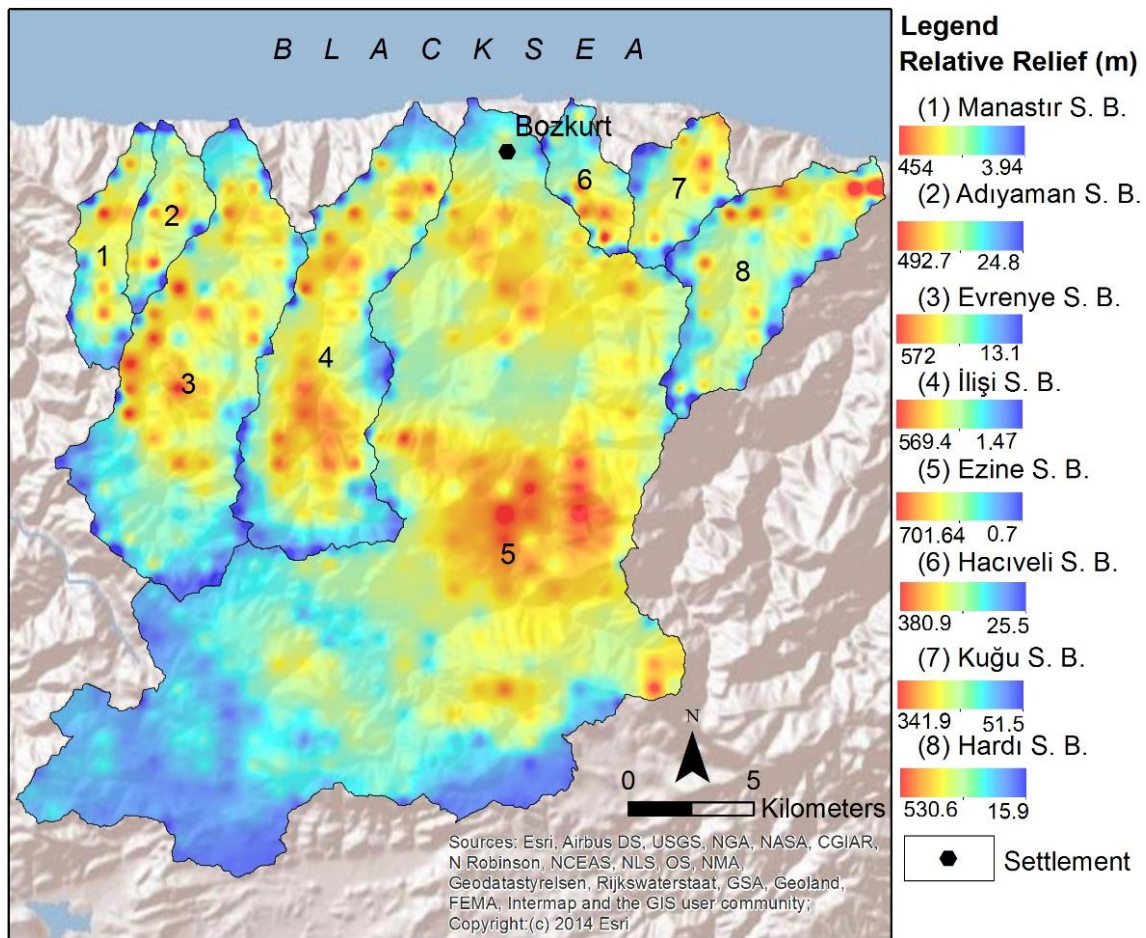 B L A C K S E A
Bozkurt
1
2
3
4
5
6
7
8
N
0 5
Kilometers
Sources: Esri, Airbus DS, USGS, NGA, NASA, CGIAR,
N Robinson, NCEAS, NLS, OS, NMA,
Geodatastyrelsen, Rijkswaterstaat, GSA, Geoland,
FEMA, Intermap and the GIS user community;
Copyright:(c) 2014 Esri
Legend
Relative Relief (m)
(1) Manastır S. B.
454 3.94
(2) Adıyaman S. B.
492.7 24.8
(3) Evrenye S. B.
572 13.1
(4) İlişi S. B.
569.4 1.47
(5) Ezine S. B.
701.64 0.7
(6) Hacıveli S. B.
380.9 25.5
(7) Kuğu S. B.
341.9 51.5
(8) Hardı S. B.
530.6 15.9
Settlement